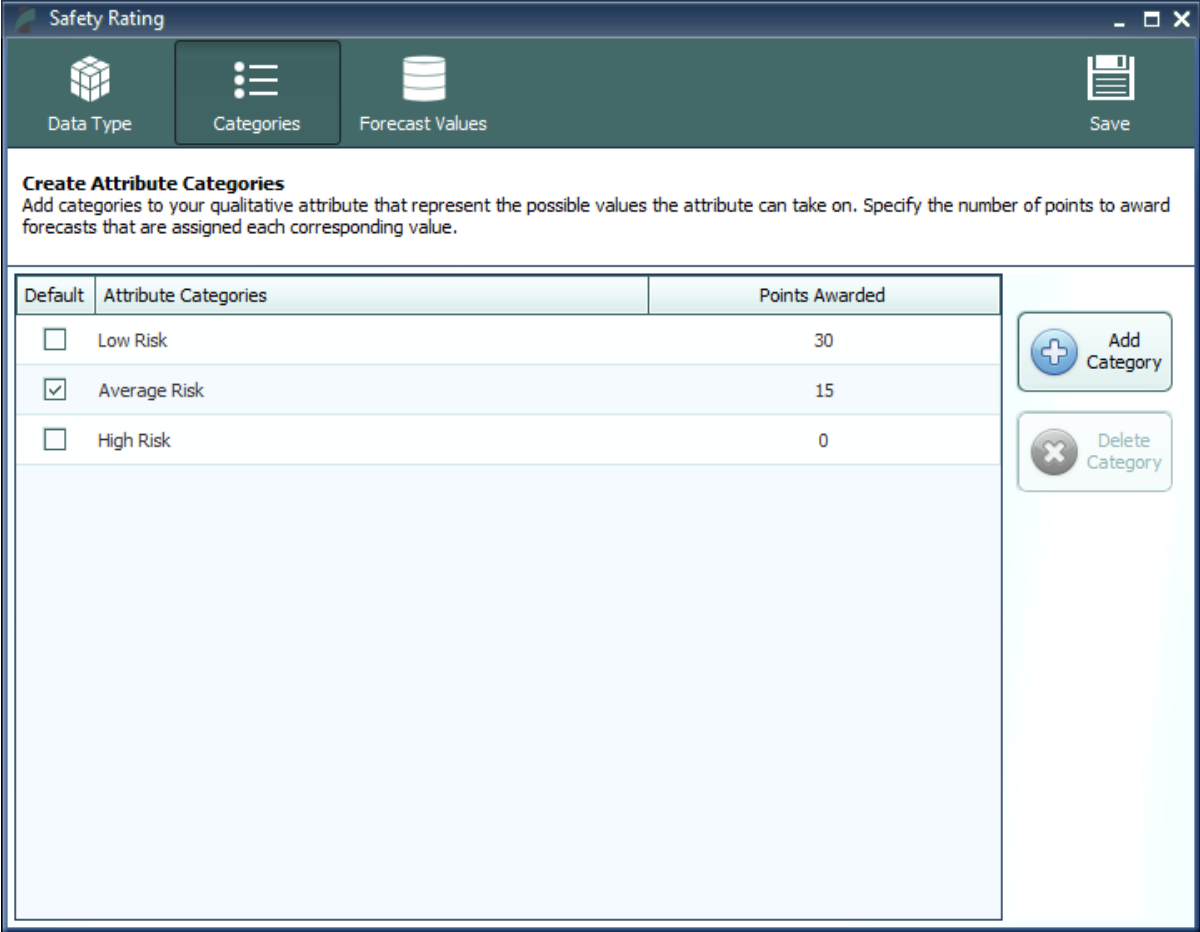 Safety Rating
Data Type
Categories
Forecast Values
Save
Create Attribute Categories
Add categories to your qualitative attribute that represent the possible values the attribute can take on. Specify the number of points to award
forecasts that are assigned each corresponding value.
Default Attribute Categories Points Awarded
Low Risk 30
Average Risk 15
High Risk 0
Add
Category
Delete
Category